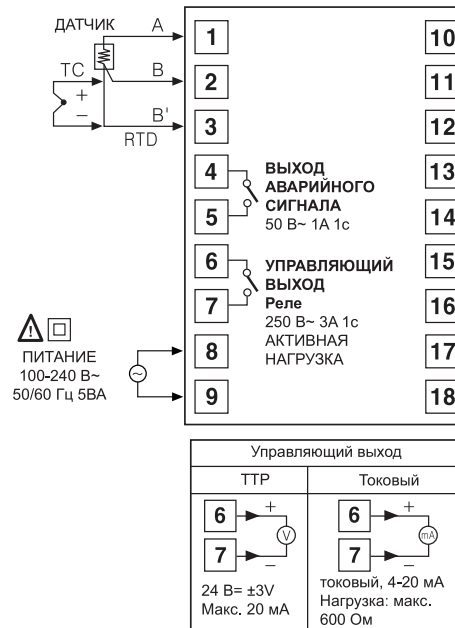 ДАТЧИК
A
TC
B
+
−
B'
RTD
1
2
3
4
5
6
7
8
9
10
11
12
13
14
15
16
17
18
ВЫХОД
АВАРИЙНОГО
СИГНАЛА
50 В~ 1А 1с
УПРАВЛЯЮЩИЙ
ВЫХОД
Реле
250 В~ 3А 1с
АКТИВНАЯ
НАГРУЗКА
ПИТАНИЕ
100-240 В~
50/60 Гц 5ВА
~
Управляющий выход
ТТР
Токовый
6
+
V
7
−
24 В= ±3V
Макс. 20 мА
6
+
mA
7
−
токовый, 4-20 мА
Нагрузка: макс.
600 Ом